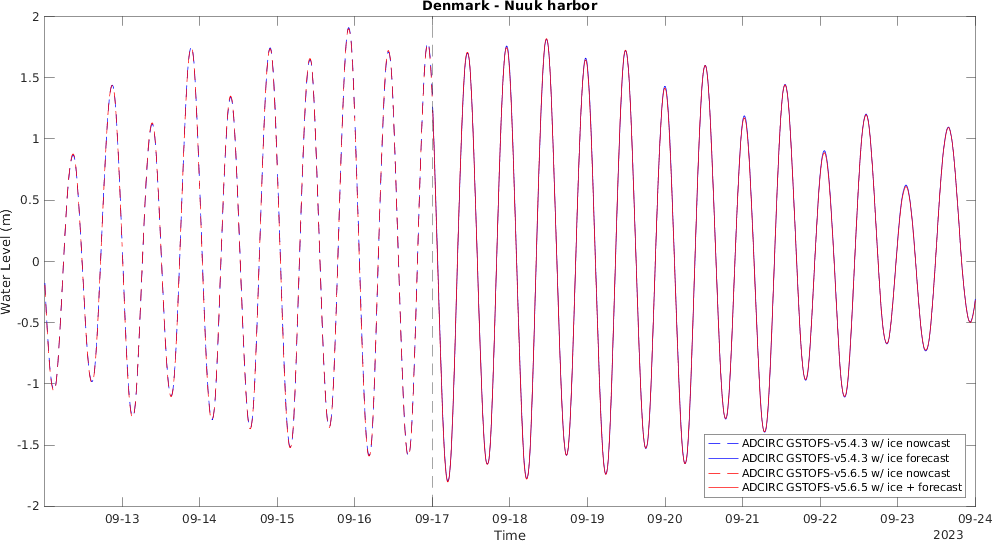 Denmark - Nuuk harbor
2
1.5
1
0.5
0
-0.5
-1
-1.5
-2
Water Level (m)
ADCIRC GSTOFS-v5.4.3 w/ ice nowcast
ADCIRC GSTOFS-v5.4.3 w/ ice forecast
ADCIRC GSTOFS-v5.6.5 w/ ice nowcast
ADCIRC GSTOFS-v5.6.5 w/ ice + forecast
09-13 09-14 09-15 09-16 09-17 09-18 09-19 09-20 09-21 09-22 09-23 09-24
Time
2023